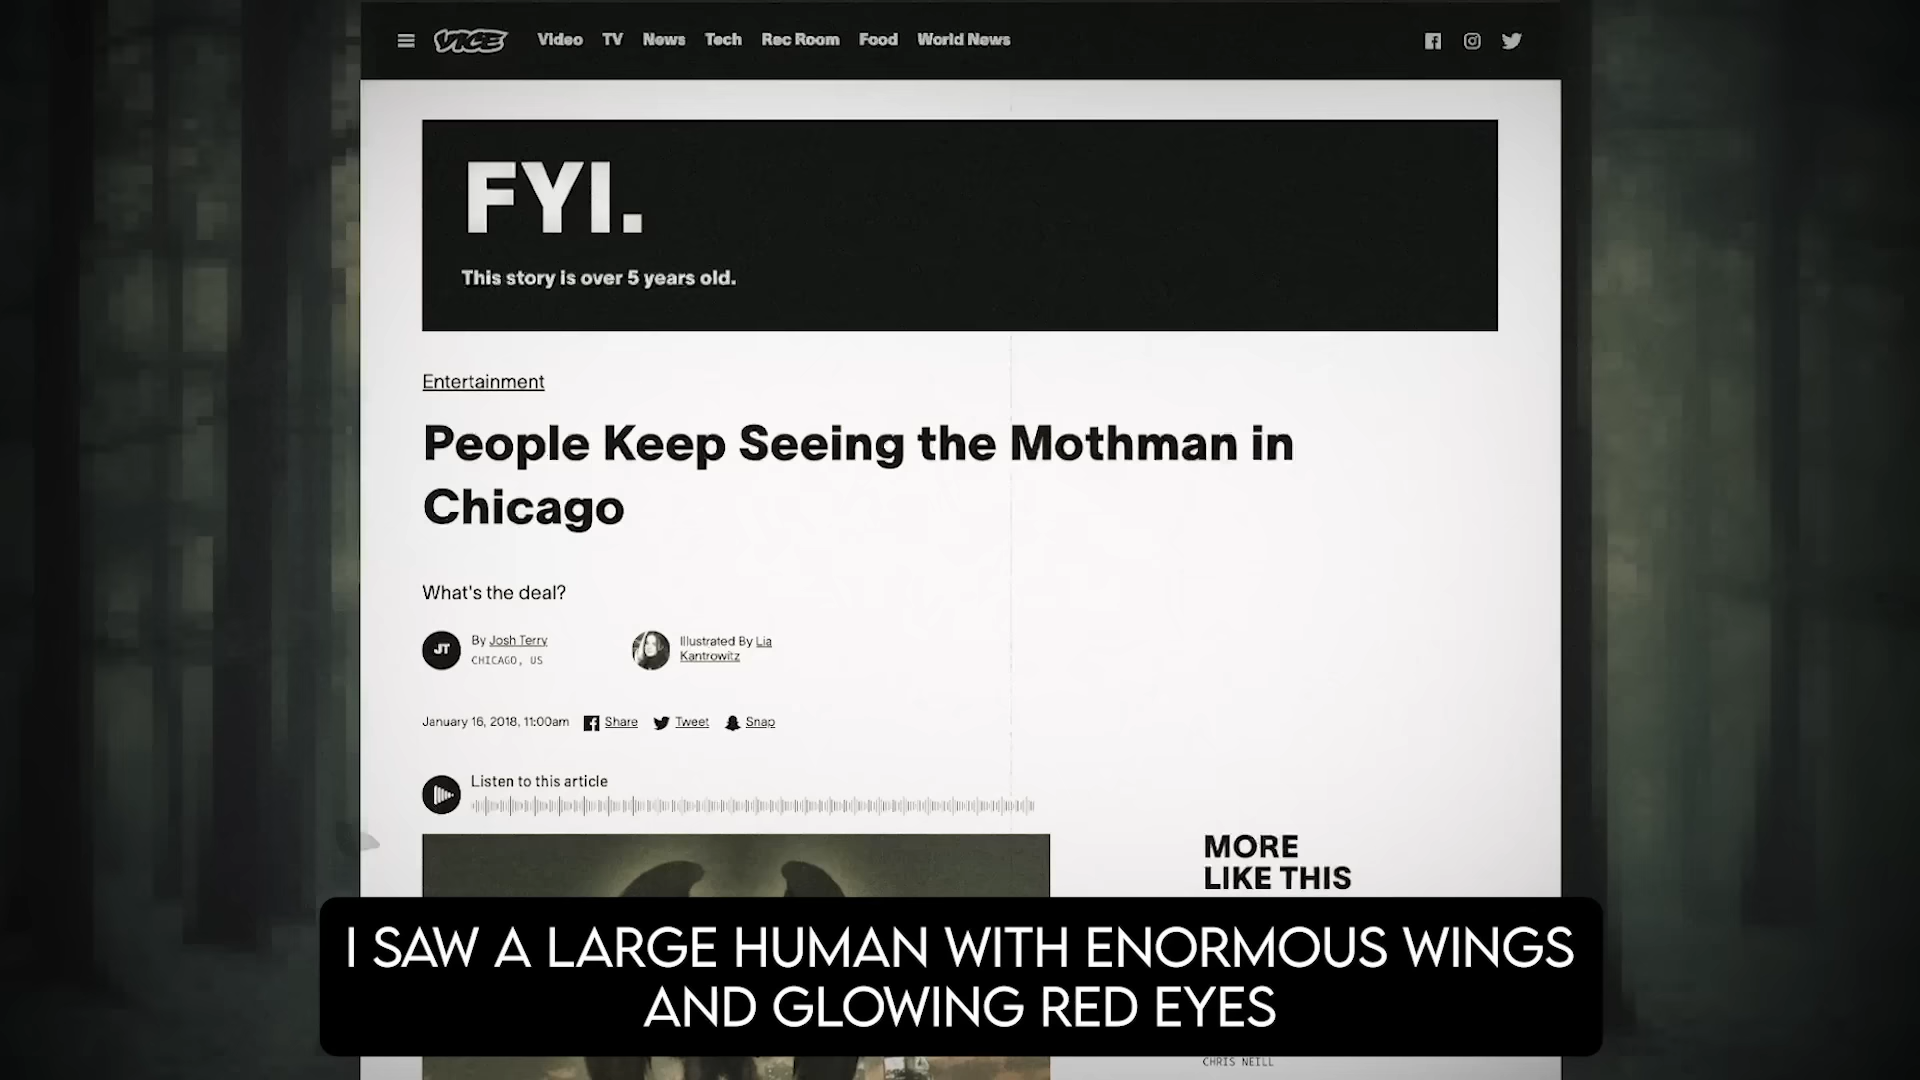 VICE Video TV News Tech Rec Room Food World News
FYI.
This story is over 5 years old.
Entertainment
People Keep Seeing the Mothman in
Chicago
What's the deal?
JT
By Josh Terry
CHICAGO, US
Illustrated By Lia
Kantrowitz
January 16, 2018, 11:00am Share Tweet Snap
Listen to this article
MORE
LIKE THIS
I SAW A LARGE HUMAN WITH ENORMOUS WINGS
AND GLOWING RED EYES
CHRIS NEILL